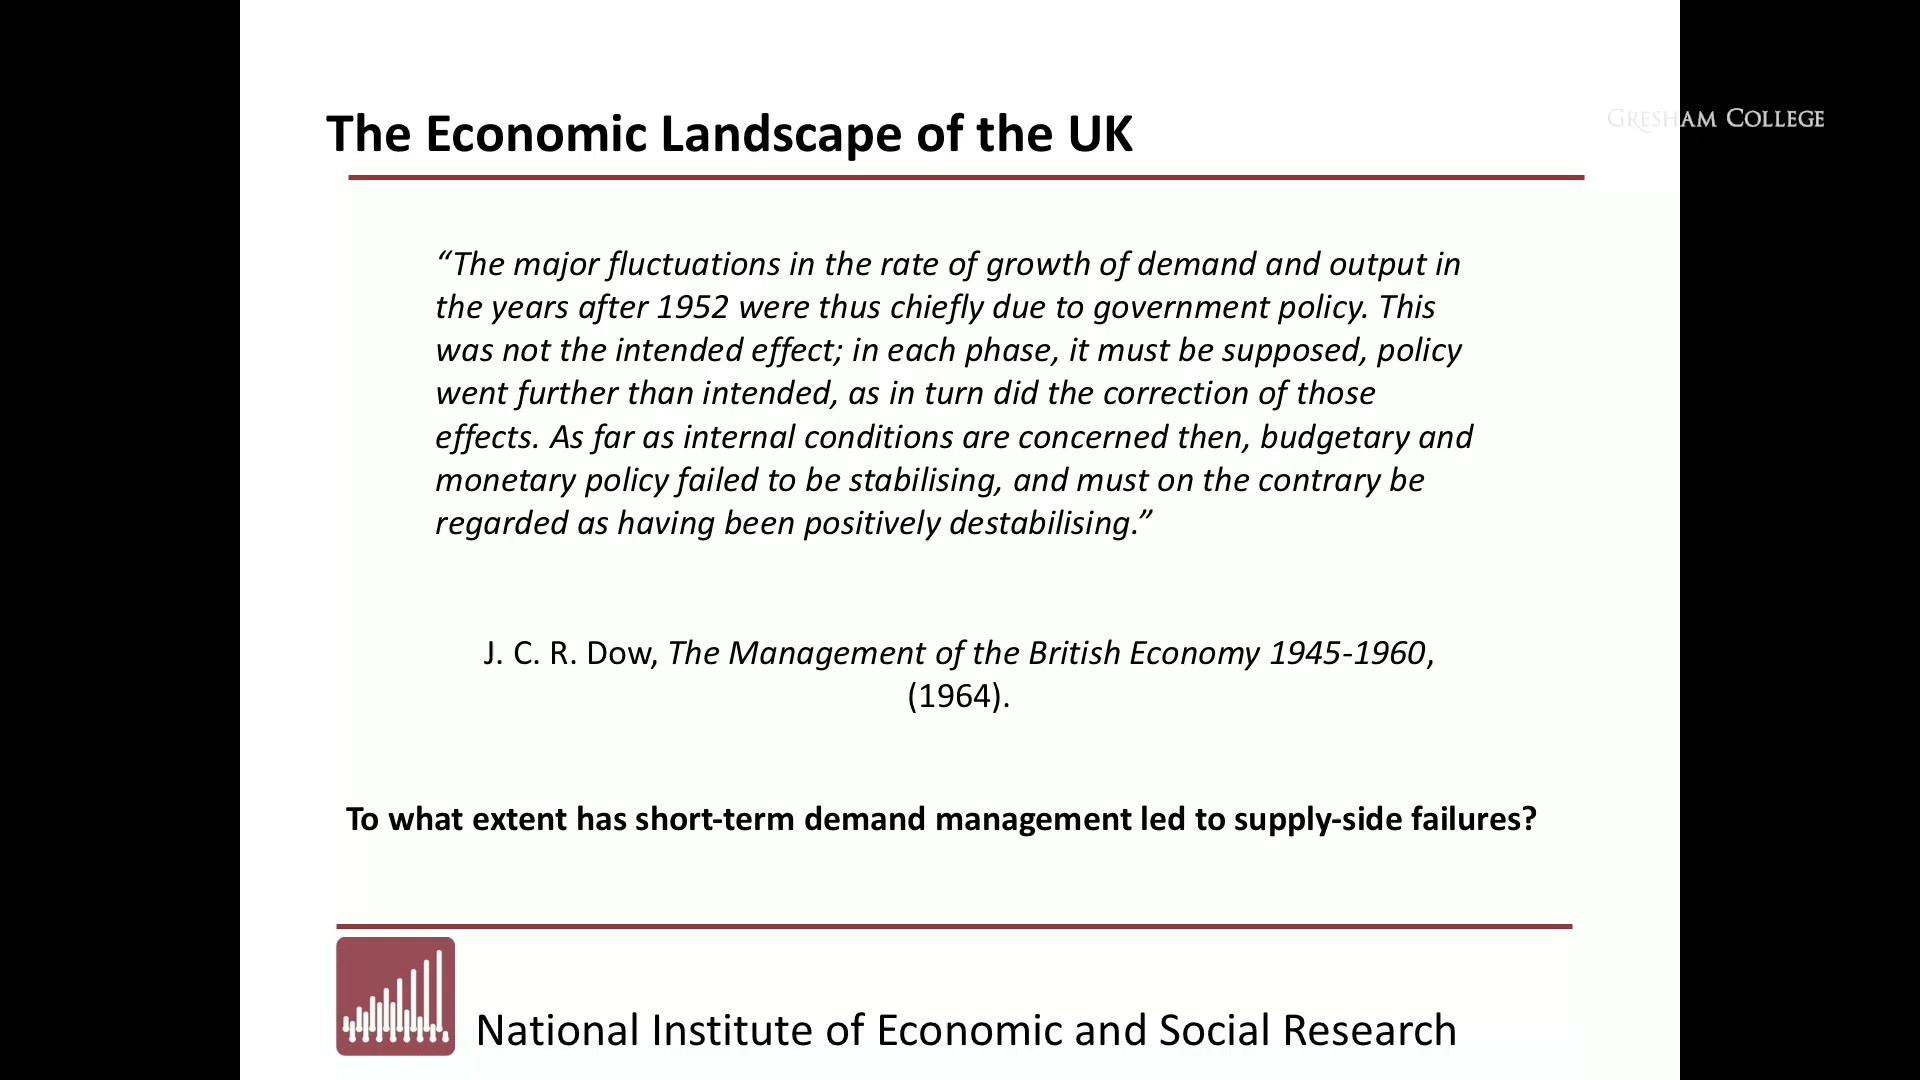 The Economic Landscape of the UK
GRESHAM COLLEGE
“The major fluctuations in the rate of growth of demand and output in
the years after 1952 were thus chiefly due to government policy. This
was not the intended effect; in each phase, it must be supposed, policy
went further than intended, as in turn did the correction of those
effects. As far as internal conditions are concerned then, budgetary and
monetary policy failed to be stabilising, and must on the contrary be
regarded as having been positively destabilising.”
J. C. R. Dow, The Management of the British Economy 1945-1960,
(1964).
To what extent has short-term demand management led to supply-side failures?
National Institute of Economic and Social Research